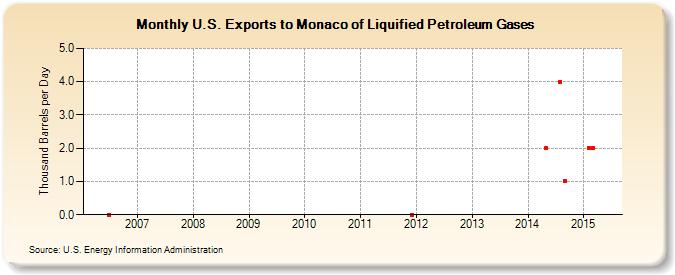 Monthly U.S. Exports to Monaco of Liquified Petroleum Gases
Thousand Barrels per Day
5.0
4.0
3.0
2.0
1.0
0.0
2007 2008 2009 2010 2011 2012 2013 2014 2015
Source: U.S. Energy Information Administration